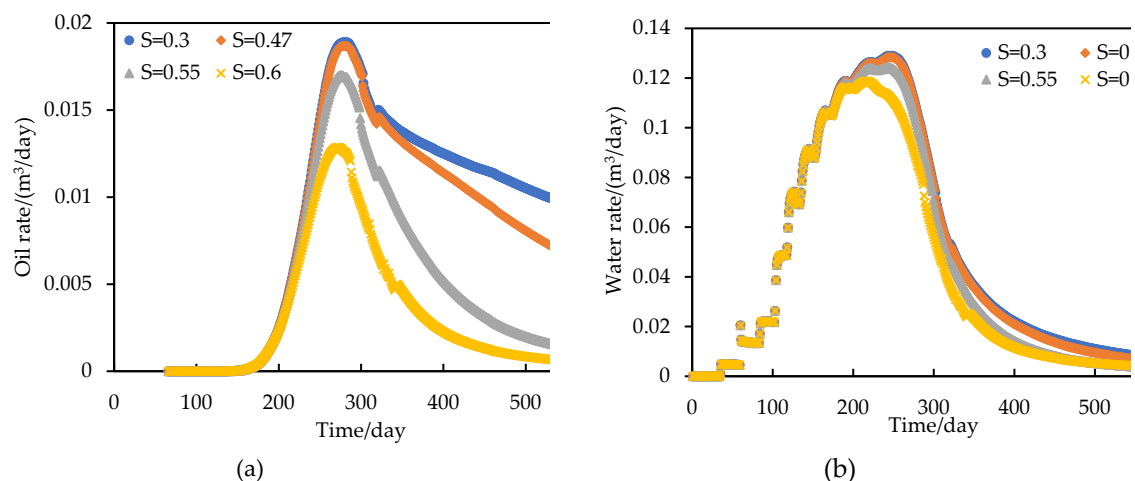 0.02
S=0.3 S=0.47
S=0.55 S=0.6
0.015
0.01
0.005
0
0 100 200 300 400 500
Oil rate/(m³/day)
Time/day
(a)
0.14
S=0.3 S=0
S=0.55 S=0
0.12
0.1
0.08
0.06
0.04
0.02
0
0 100 200 300 400 500
Water rate/(m³/day)
Time/day
(b)